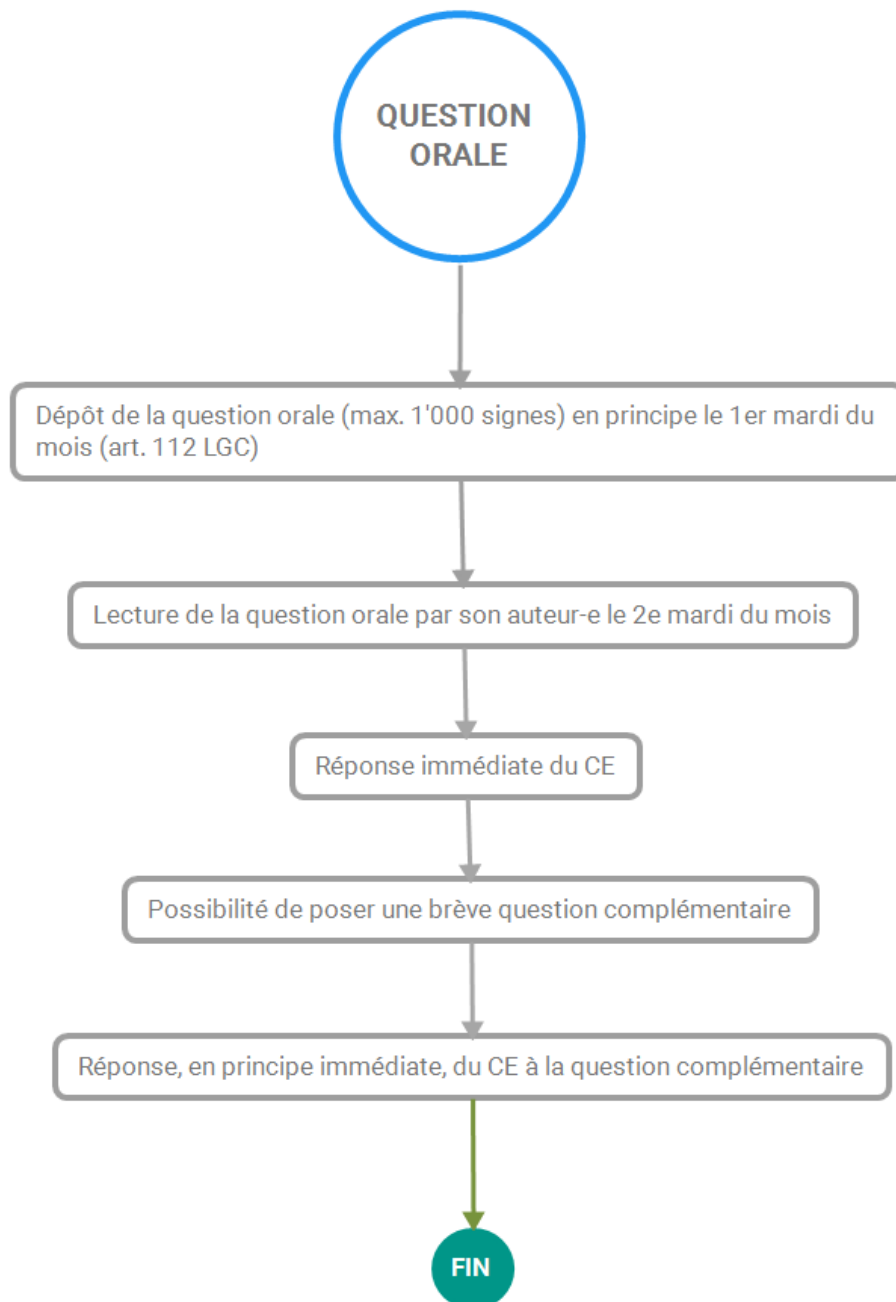 QUESTION
ORALE
Dépôt de la question orale (max. 1'000 signes) en principe le 1er mardi du
mois (art. 112 LGC)
Lecture de la question orale par son auteur-e le 2e mardi du mois
Réponse immédiate du CE
Possibilité de poser une brève question complémentaire
Réponse, en principe immédiate, du CE à la question complémentaire
FIN